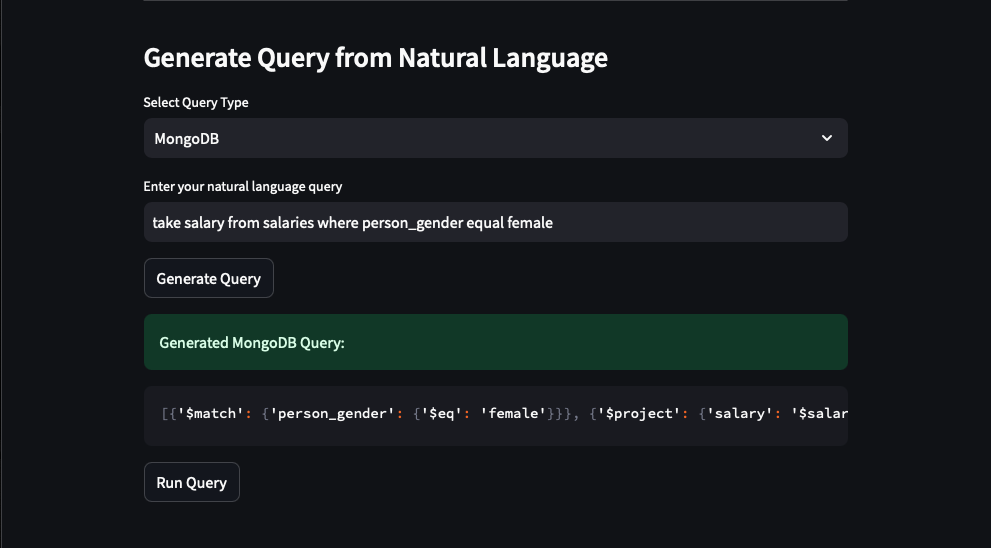 Generate Query from Natural Language
Select Query Type
MongoDB
Enter your natural language query
take salary from salaries where person_gender equal female
Generate Query
Generated MongoDB Query:
[{'$match': {'person_gender': {'$eq': 'female'}}}, {'$project': {'salary': '$salar
Run Query